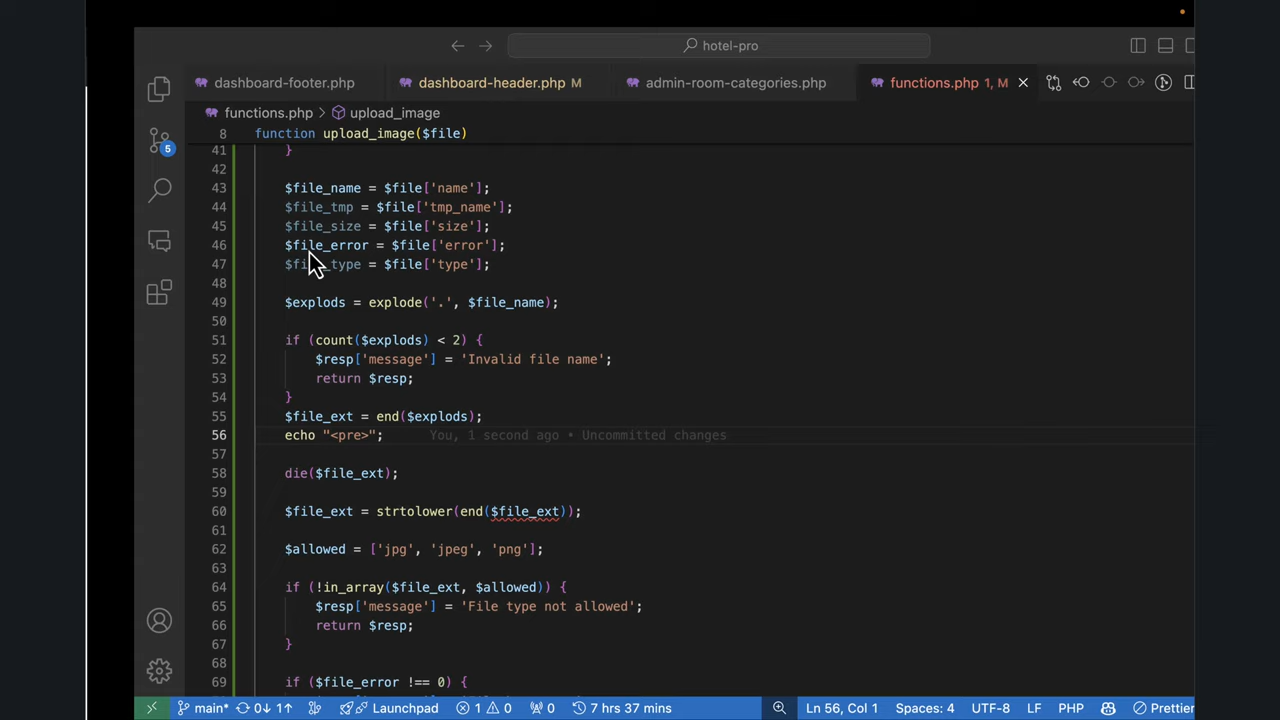 hotel-pro
dashboard-footer.php
dashboard-header.php M
admin-room-categories.php
functions.php 1, M
functions.php > upload_image
8 function upload_image($file)
41 }
42
43 $file_name = $file['name'];
44 $file_tmp = $file['tmp_name'];
45 $file_size = $file['size'];
46 $file_error = $file['error'];
47 $file_type = $file['type'];
48
49 $explods = explode('.', $file_name);
50
51 if (count($explods) < 2) {
52 $resp['message'] = 'Invalid file name';
53 return $resp;
54 }
55 $file_ext = end($explods);
56 echo "<pre>"; You, 1 second ago • Uncommitted changes
57
58 die($file_ext);
59
60 $file_ext = strtolower(end($file_ext));
61
62 $allowed = ['jpg', 'jpeg', 'png'];
63
64 if (!in_array($file_ext, $allowed)) {
65 $resp['message'] = 'File type not allowed';
66 return $resp;
67 }
68
69 if ($file_error !== 0) {
5
main* 0↓ 1↑ Launchpad 1 0 0 7 hrs 37 mins Ln 56, Col 1 Spaces: 4 UTF-8 LF PHP Prettier